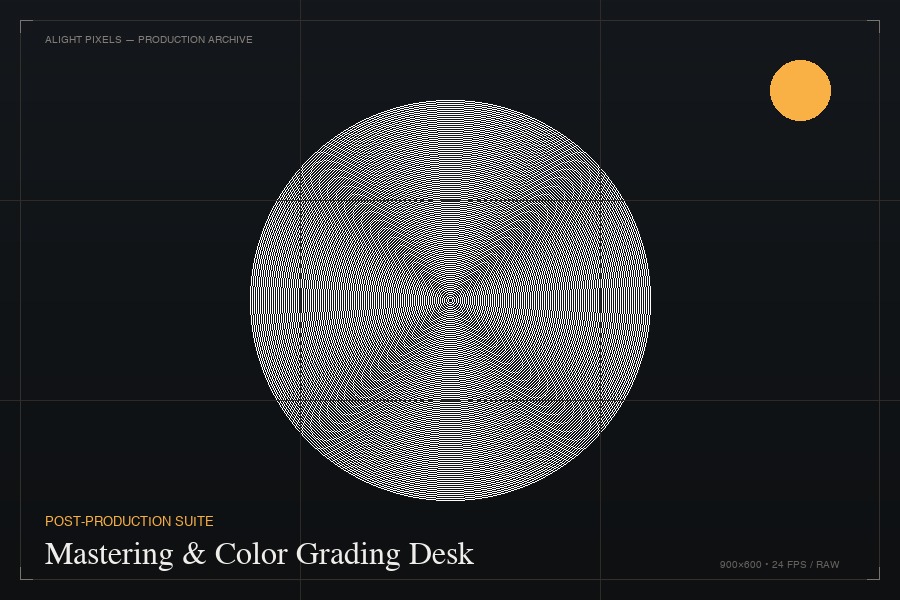 ALIGHT PIXELS — PRODUCTION ARCHIVE
POST-PRODUCTION SUITE
Mastering & Color Grading Desk
900×600 • 24 FPS / RAW